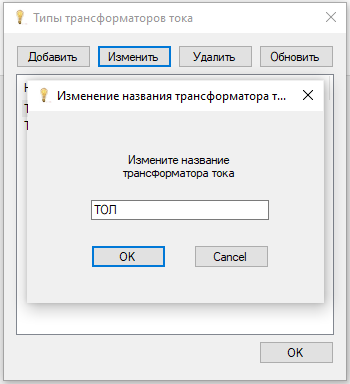 Типы трансформаторов тока
Добавить Изменить Удалить Обновить
Изменение названия трансформатора т...
Измените название
трансформатора тока
ТОЛ
OK Cancel
OK